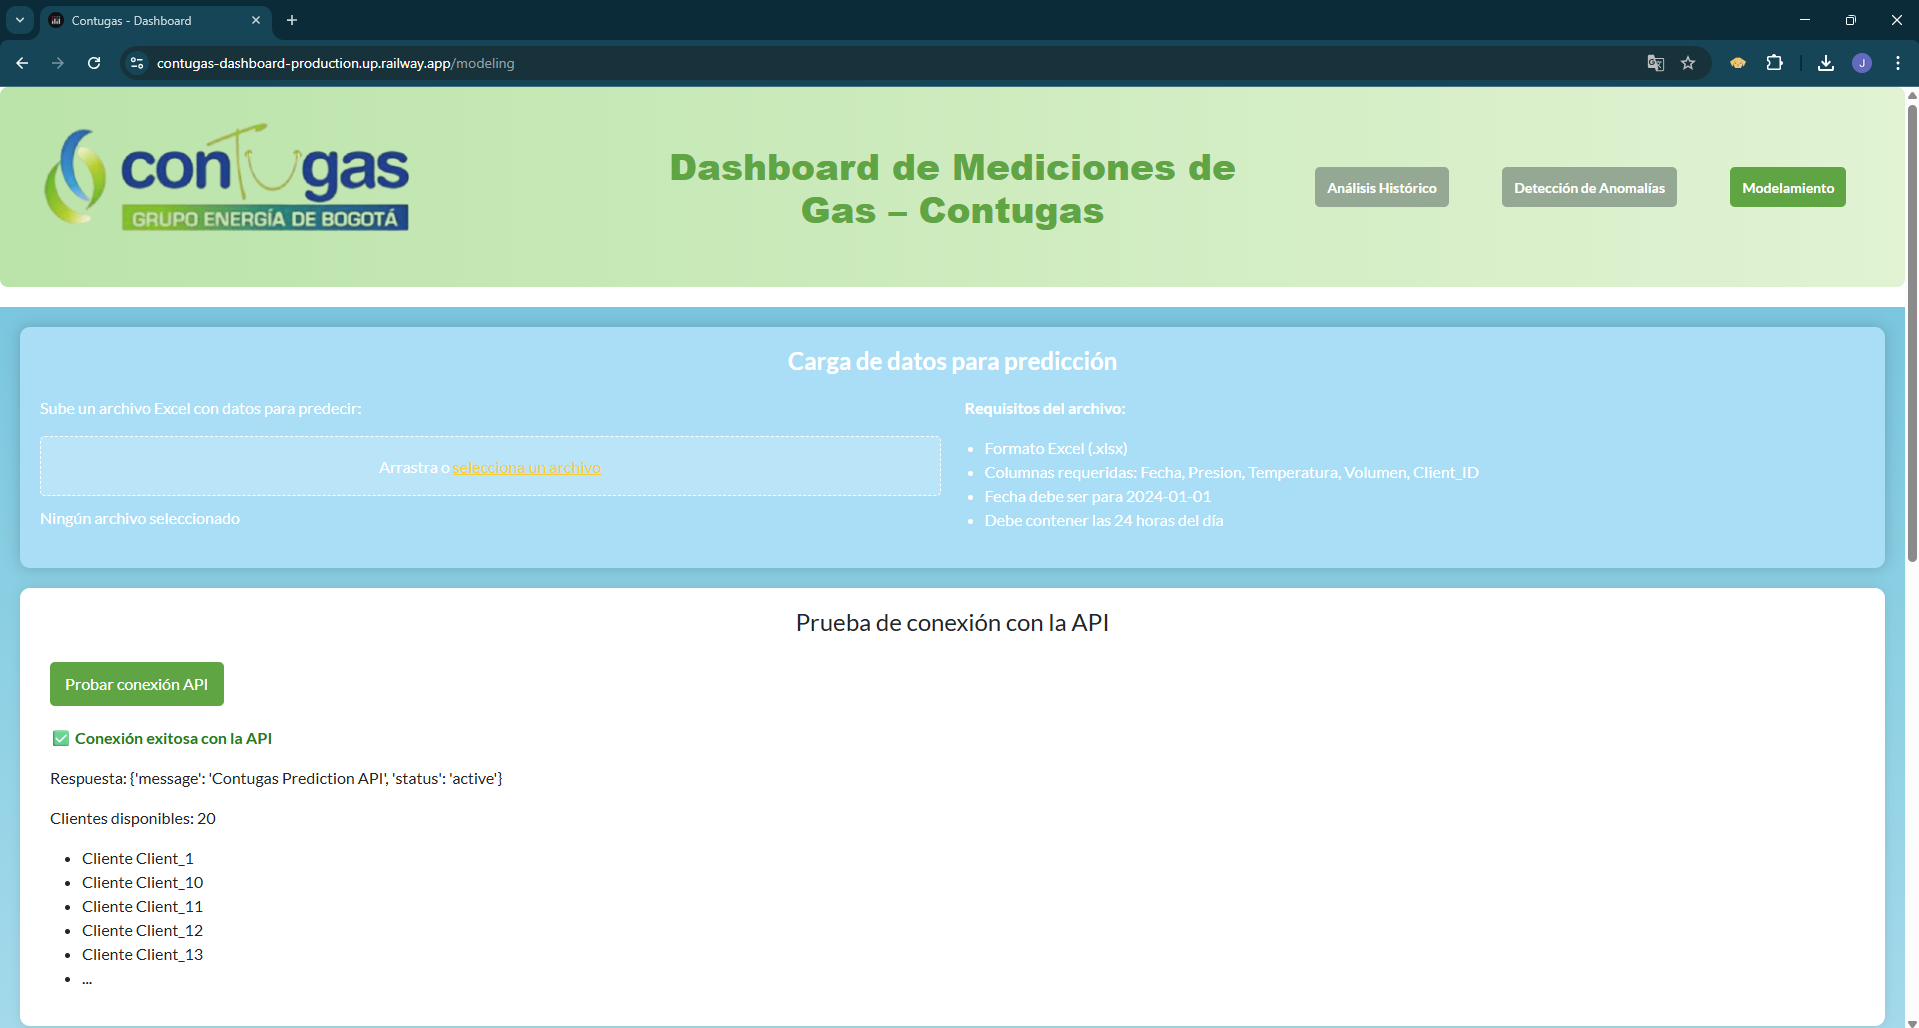 Contugas - Dashboard
contugas-dashboard-production.up.railway.app/modeling
J
conTugas
GRUPO ENERGÍA DE BOGOTÁ
Dashboard de Mediciones de
Gas – Contugas
Análisis Histórico
Detección de Anomalías
Modelamiento
Carga de datos para predicción
Sube un archivo Excel con datos para predecir:
Arrastra o selecciona un archivo
Ningún archivo seleccionado
Requisitos del archivo:
• Formato Excel (.xlsx)
• Columnas requeridas: Fecha, Presion, Temperatura, Volumen, Client_ID
• Fecha debe ser para 2024-01-01
• Debe contener las 24 horas del día
Prueba de conexión con la API
Probar conexión API
✅ Conexión exitosa con la API
Respuesta: {'message': 'Contugas Prediction API', 'status': 'active'}
Clientes disponibles: 20
• Cliente Client_1
• Cliente Client_10
• Cliente Client_11
• Cliente Client_12
• Cliente Client_13
• ...